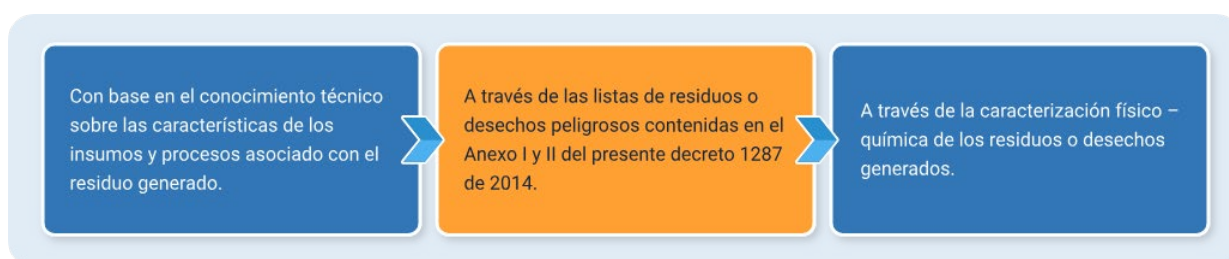 Con base en el conocimiento técnico
sobre las características de los
insumos y procesos asociado con el
residuo generado.
A través de las listas de residuos o
desechos peligrosos contenidas en el
Anexo I y II del presente decreto 1287
de 2014.
A través de la caracterización físico –
química de los residuos o desechos
generados.